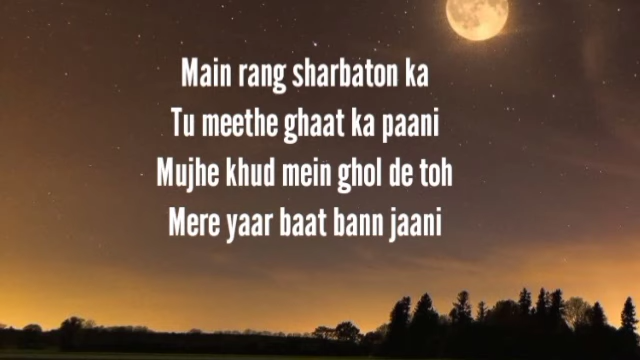 Main rang sharbaton ka
Tu meethe ghaat ka paani
Mujhe khud mein ghol de toh
Mere yaar baat bann jaani